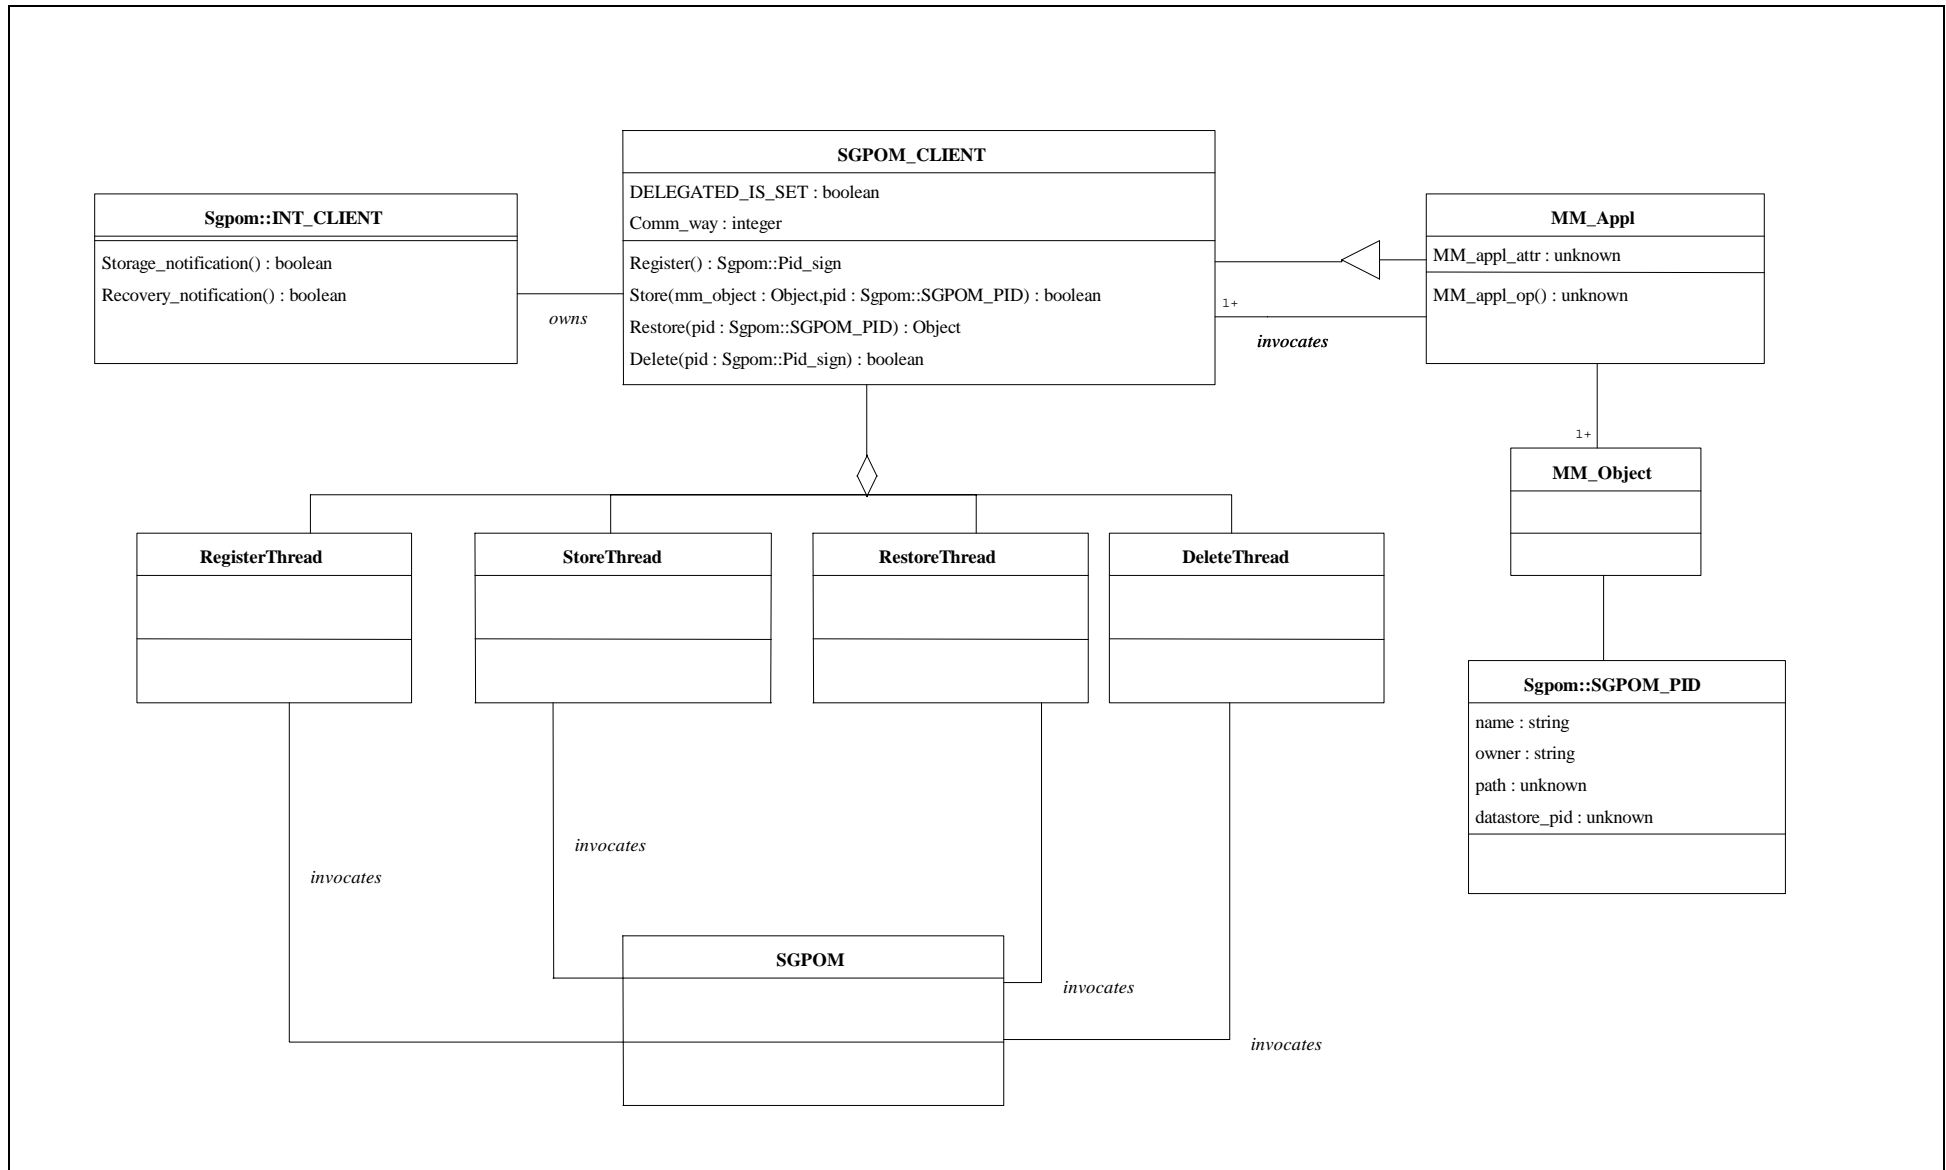 SGPOM_CLIENT
DELEGATED_IS_SET : boolean
Comm_way : integer
Register() : Sgpom::Pid_sign
Store(mm_object : Object,pid : Sgpom::SGPOM_PID) : boolean
Restore(pid : Sgpom::SGPOM_PID) : Object
Delete(pid : Sgpom::Pid_sign) : boolean
Sgpom::INT_CLIENT
Storage_notification() : boolean
Recovery_notification() : boolean
owns
MM_Appl
MM_appl_attr : unknown
MM_appl_op() : unknown
1+
invocates
1+
MM_Object
RegisterThread
StoreThread
RestoreThread
DeleteThread
Sgpom::SGPOM_PID
name : string
owner : string
path : unknown
datastore_pid : unknown
invocates
invocates
SGPOM
invocates
invocates